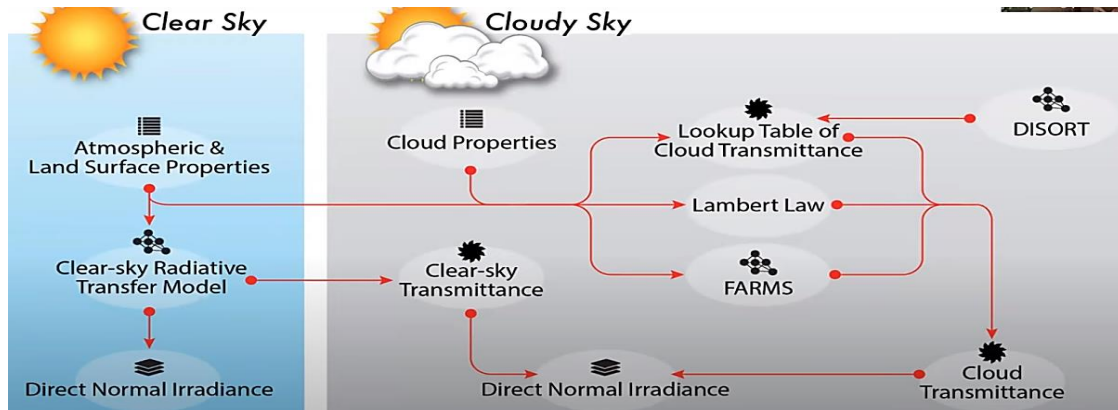 Clear Sky
Cloudy Sky
Atmospheric &
Land Surface Properties
Cloud Properties
Lookup Table of
Cloud Transmittance
DISORT
Lambert Law
Clear-sky Radiative
Transfer Model
Clear-sky
Transmittance
FARMS
Direct Normal Irradiance
Direct Normal Irradiance
Cloud
Transmittance